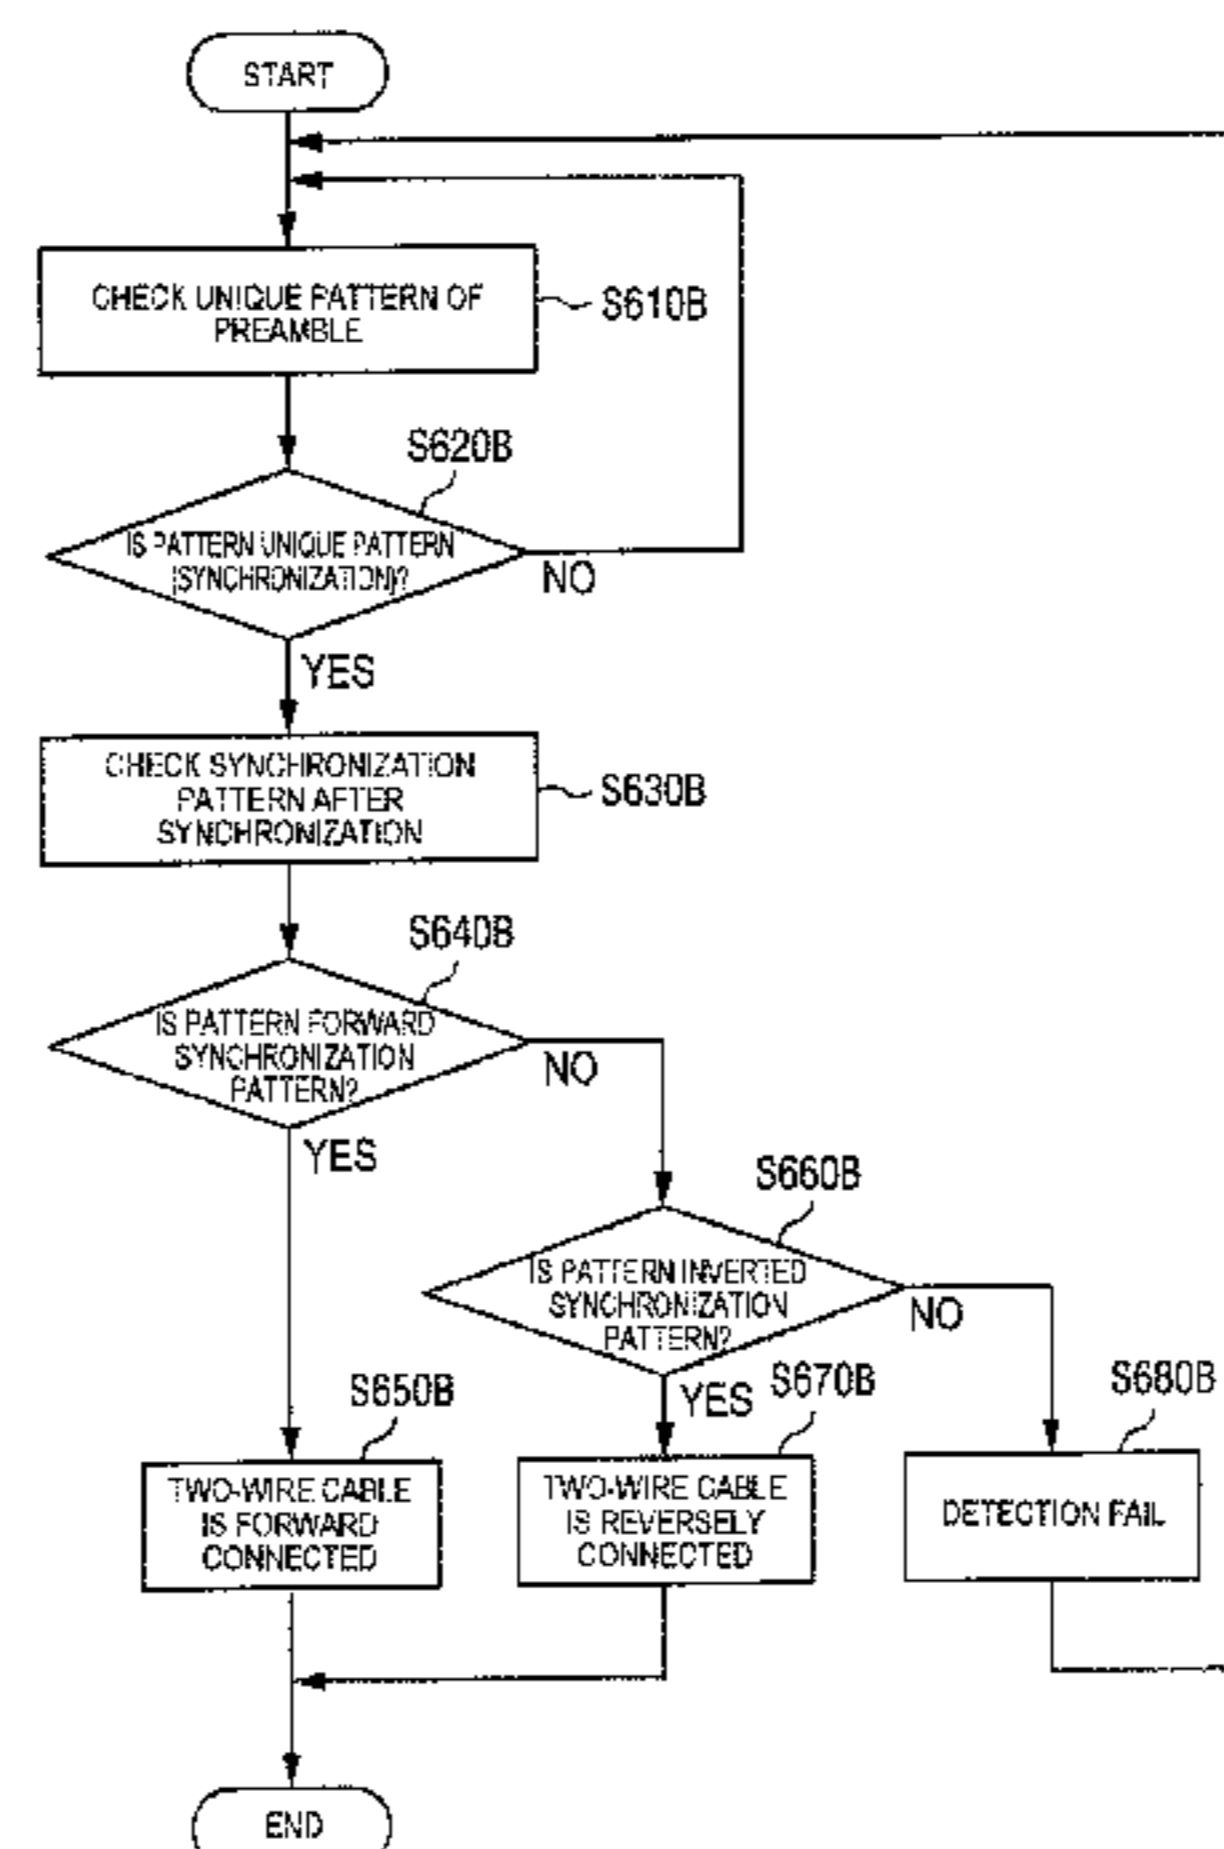 START
CHECK UNIQUE PATTERN OF
PREAMBLE
S610B
S620B
IS PATTERN UNIQUE PATTERN
(SYNCHRONIZATION)?
NO
YES
CHECK SYNCHRONIZATION
PATTERN AFTER
SYNCHRONIZATION
S630B
S640B
IS PATTERN FORWARD
SYNCHRONIZATION
PATTERN?
NO
YES
S660B
IS PATTERN INVERTED
SYNCHRONIZATION
PATTERN?
NO
YES
S650B
TWO-WIRE CABLE
IS FORWARD
CONNECTED
S670B
TWO-WIRE CABLE
IS REVERSELY
CONNECTED
S680B
DETECTION FAIL
END